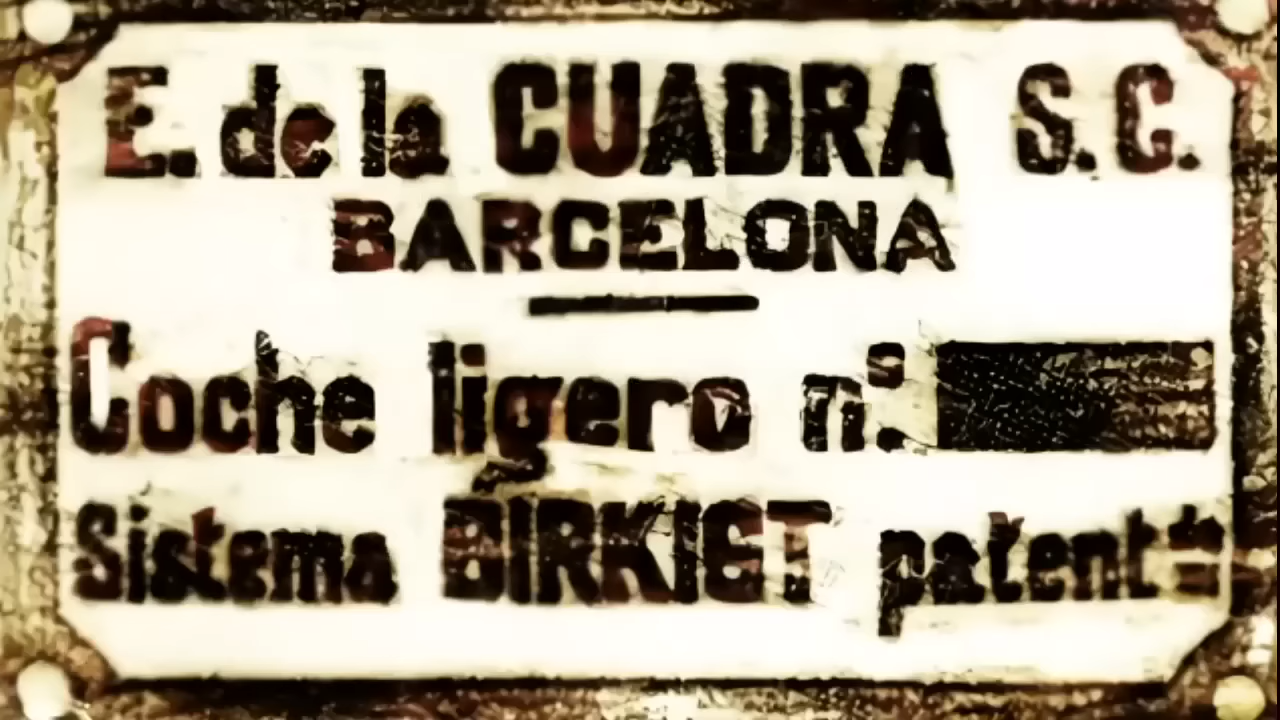 E. de la CUADRA S. C.
BARCELONA
Coche ligero n.º
Sistema BIRKIGT patent=